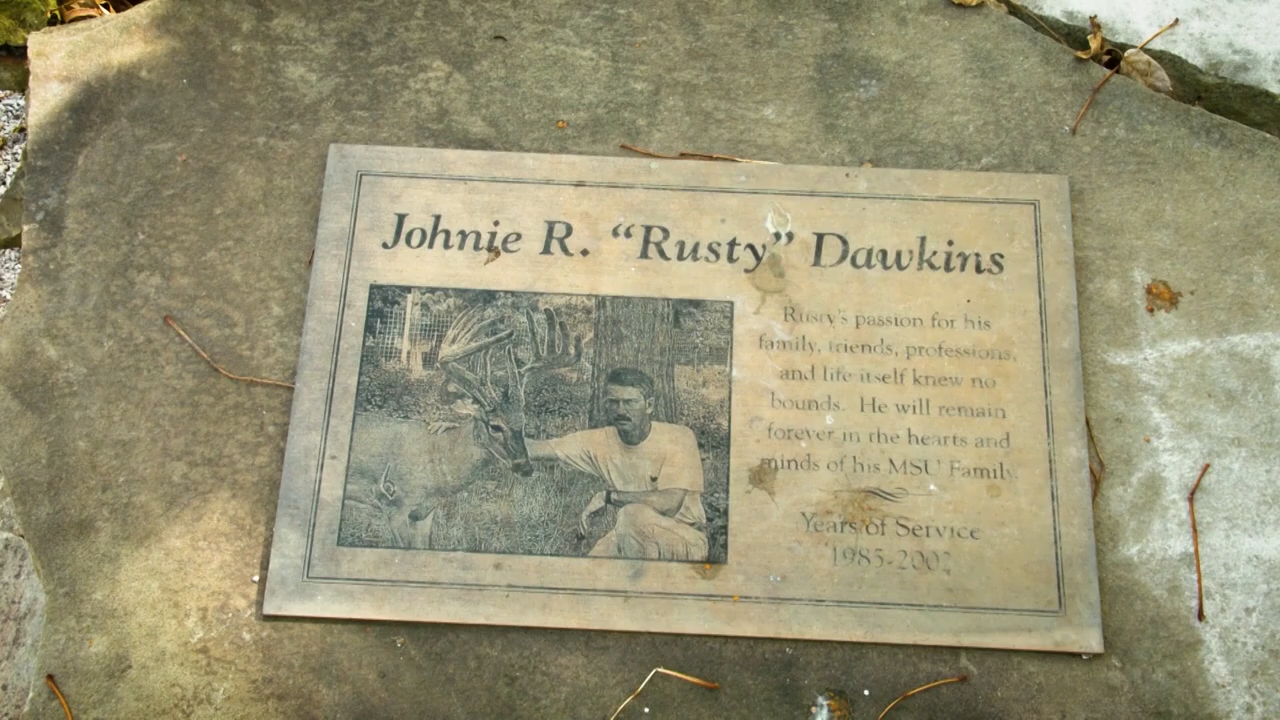 Johnie R. “Rusty” Dawkins
Rusty's passion for his
family, friends, professions,
and life itself knew no
bounds. He will remain
forever in the hearts and
minds of his MSU Family.
Years of Service
1985-2002